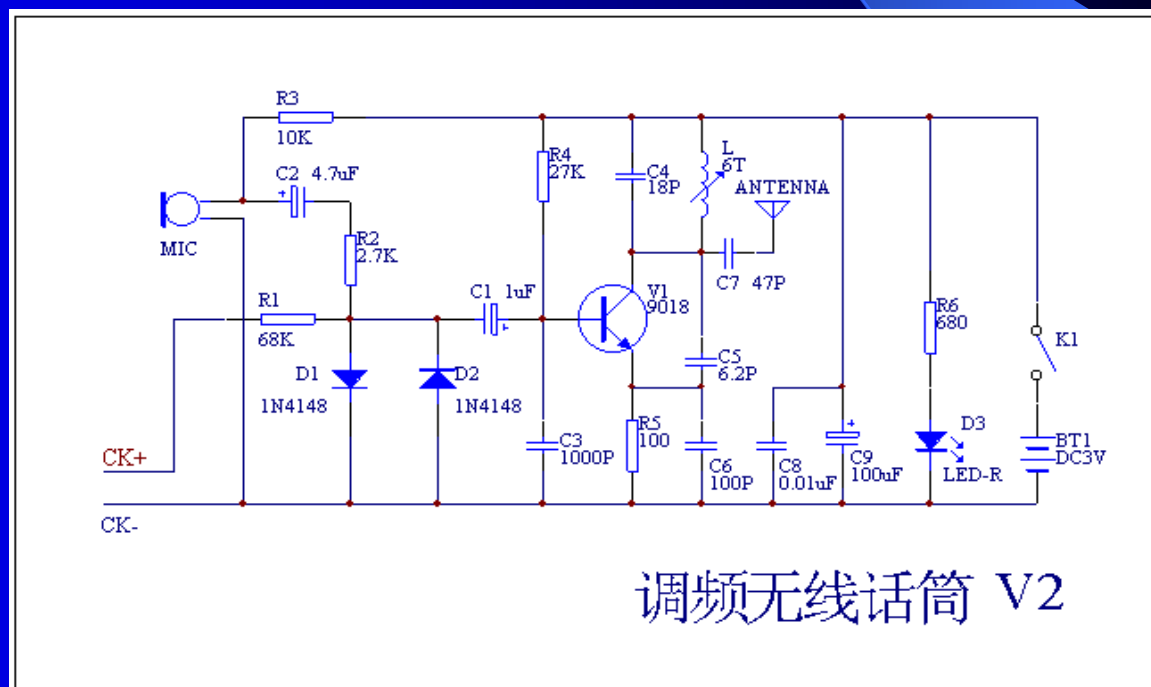 R3
10K
C2 4.7uF
MIC
R2
2.7K
R1
68K
D1
1N4148
D2
1N4148
C1 1uF
R4
27K
C3
1000P
C4
18P
L
6T
ANTENNA
C7 47P
V1
9018
C5
6.2P
R5
100
C6
100P
C8
0.01uF
C9
100uF
R6
680
D3
LED-R
K1
BT1
DC3V
CK+
CK-
调频无线话筒 V2